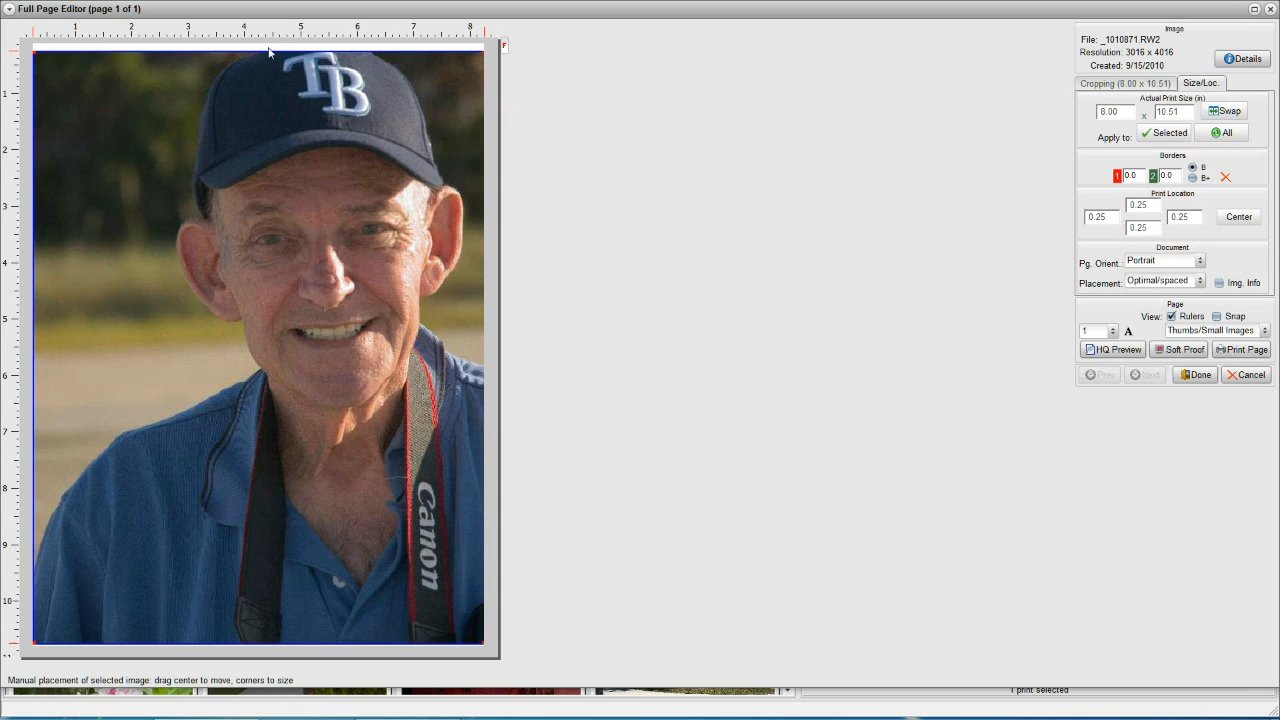 Full Page Editor (page 1 of 1)
1 2 3 4 5 6 7 8
F
1
2
3
4
5
6
7
8
9
10
11
TB
Canon
Image
File: _1010871.RW2
Resolution: 3016 x 4016
Created: 9/15/2010
Details
Cropping (8.00 x 10.51) Size/Loc.
Actual Print Size (in)
8.00 x 10.51 Swap
Apply to: Selected All
Borders
1 0.0 2 0.0 B
B+
Print Location
0.25
0.25 0.25 Center
0.25
Document
Pg. Orient.: Portrait
Placement: Optimal/spaced Img. Info
Page
View: Rulers Snap
1 A Thumbs/Small Images
HQ Preview Soft Proof Print Page
Prev Next Done Cancel
Manual placement of selected image: drag center to move, corners to size
1 print selected